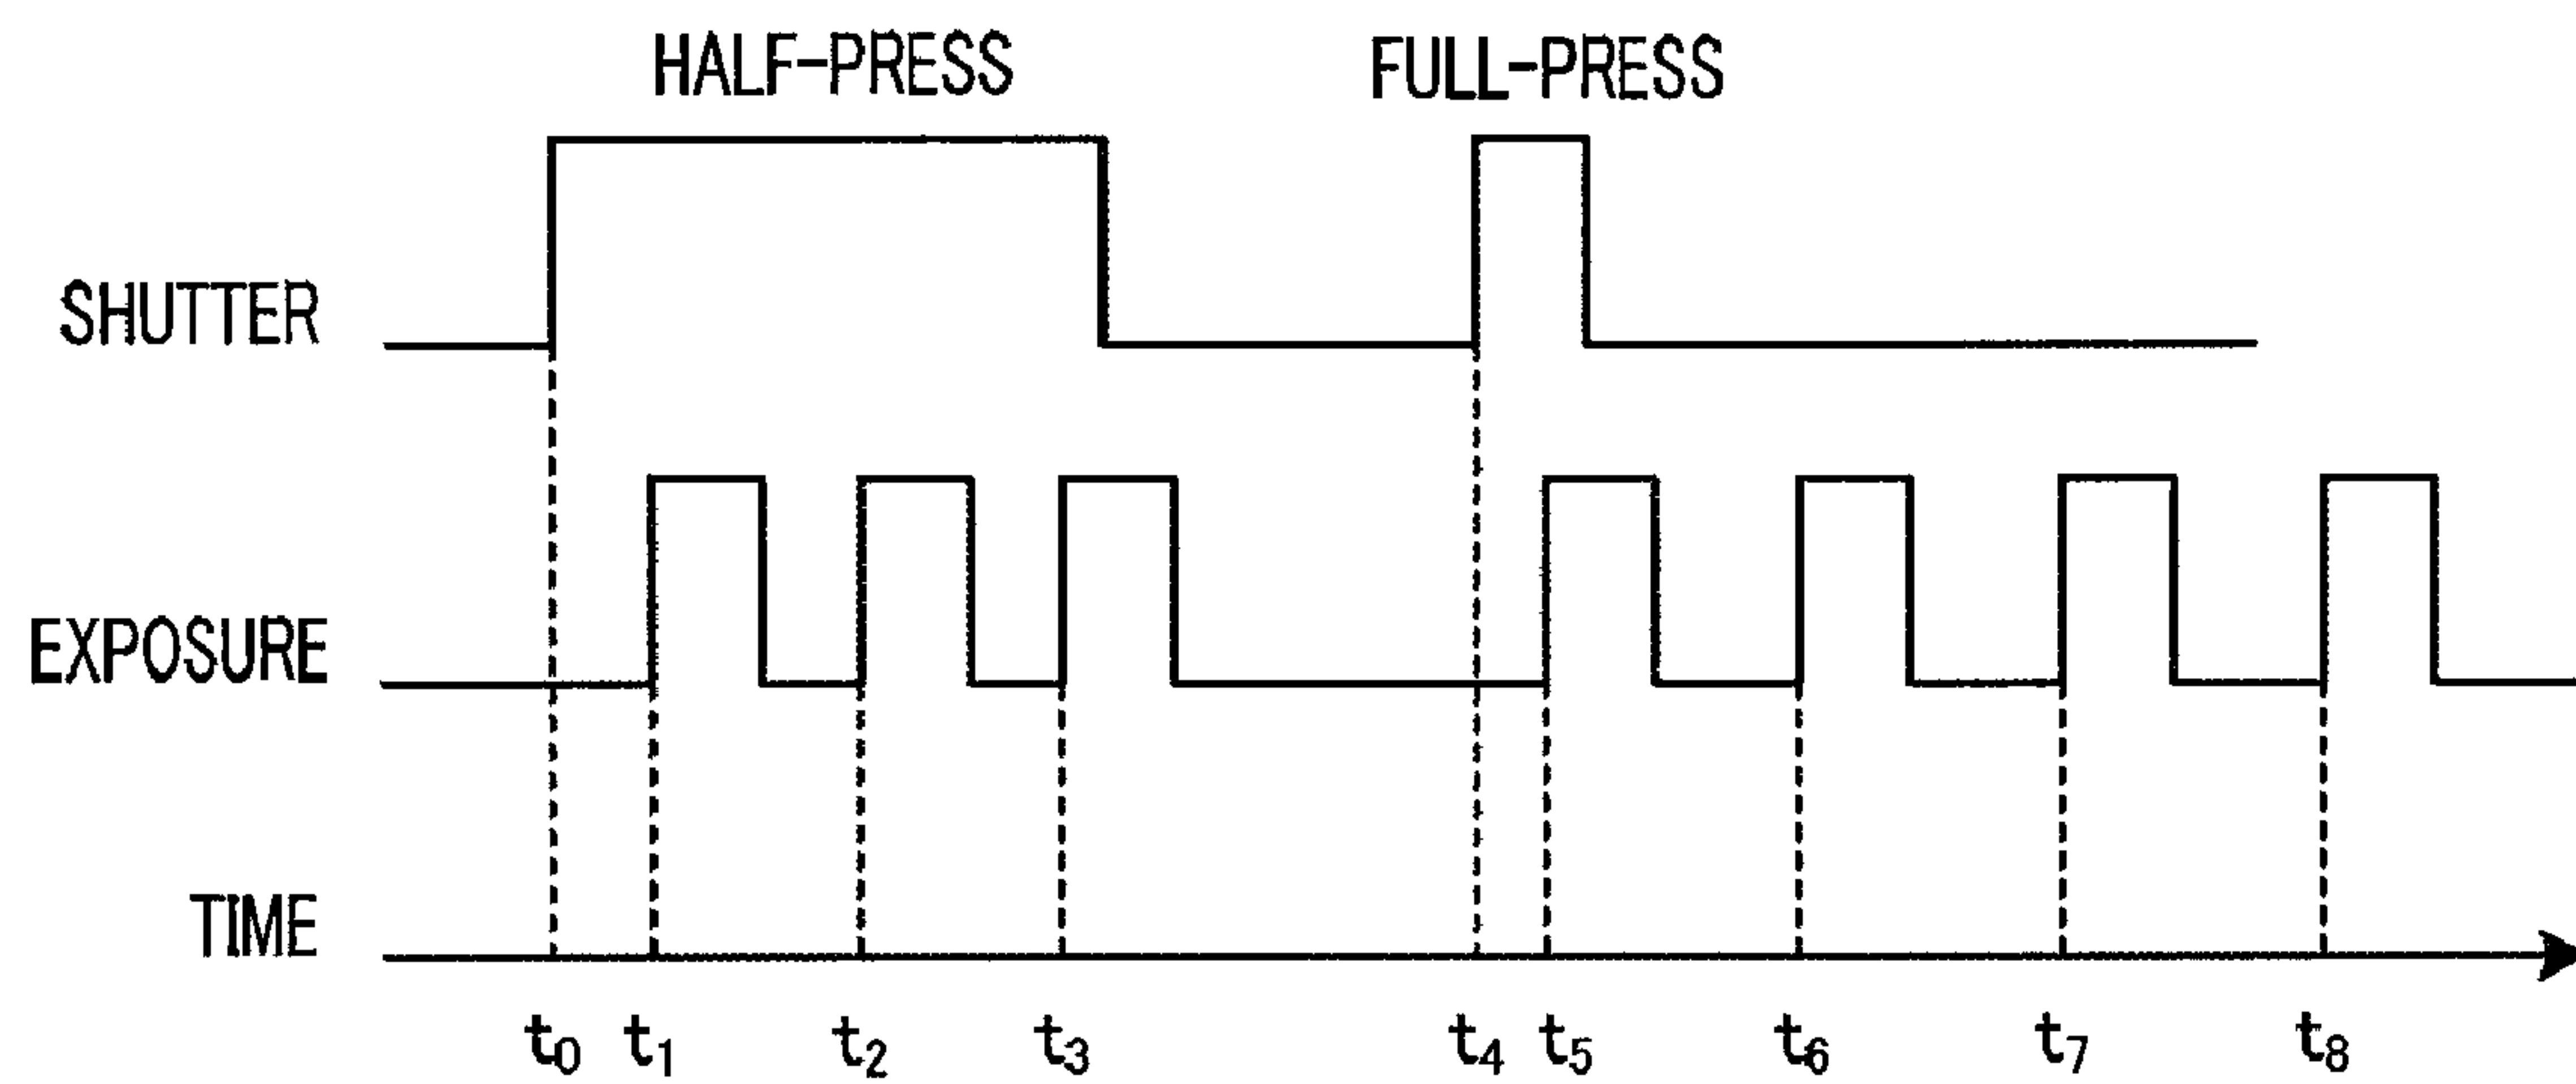 HALF-PRESS FULL-PRESS
SHUTTER
EXPOSURE
TIME
t0 t1 t2 t3 t4 t5 t6 t7 t8